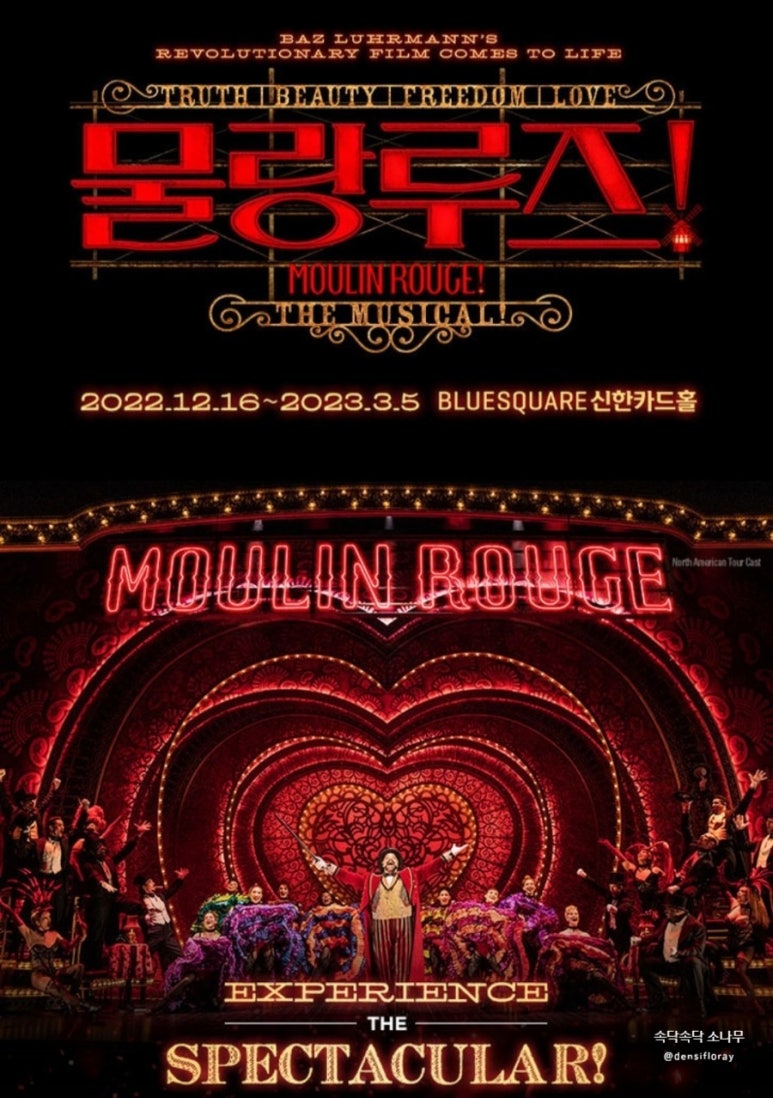 BAZ LUHRMANN'S
REVOLUTIONARY FILM COMES TO LIFE
TRUTH | BEAUTY | FREEDOM | LOVE
물랑루즈!
MOULIN ROUGE!
THE MUSICAL!
2022.12.16~2023.3.5 BLUESQUARE 신한카드홀
MOULIN ROUGE
North American Tour Cast
EXPERIENCE
THE
SPECTACULAR!
속닥속닥 소나무
@densifloray